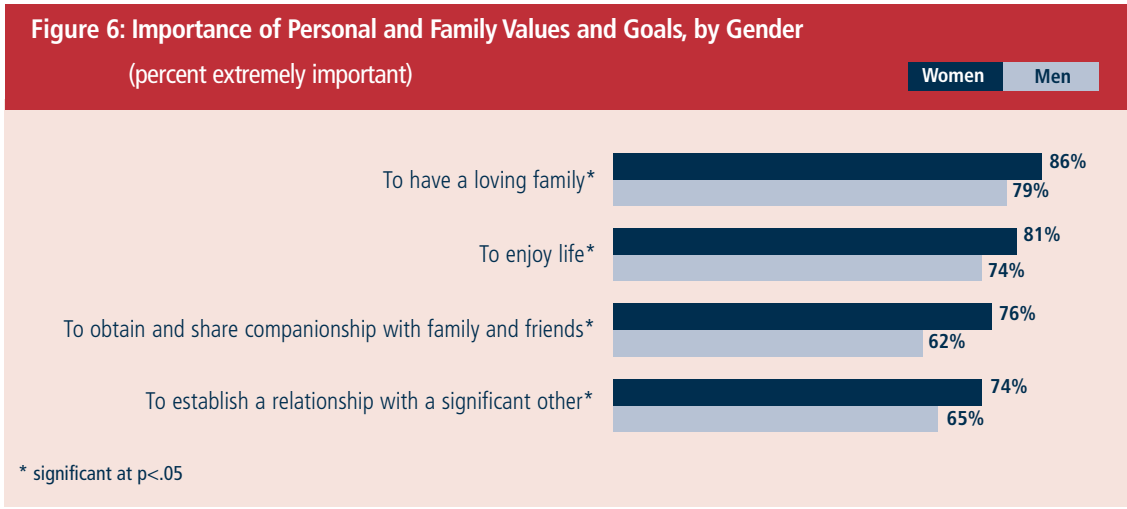 Figure 6: Importance of Personal and Family Values and Goals, by Gender
(percent extremely important)
Women Men
To have a loving family*
86%
79%
To enjoy life*
81%
74%
To obtain and share companionship with family and friends*
76%
62%
To establish a relationship with a significant other*
74%
65%
* significant at p<.05